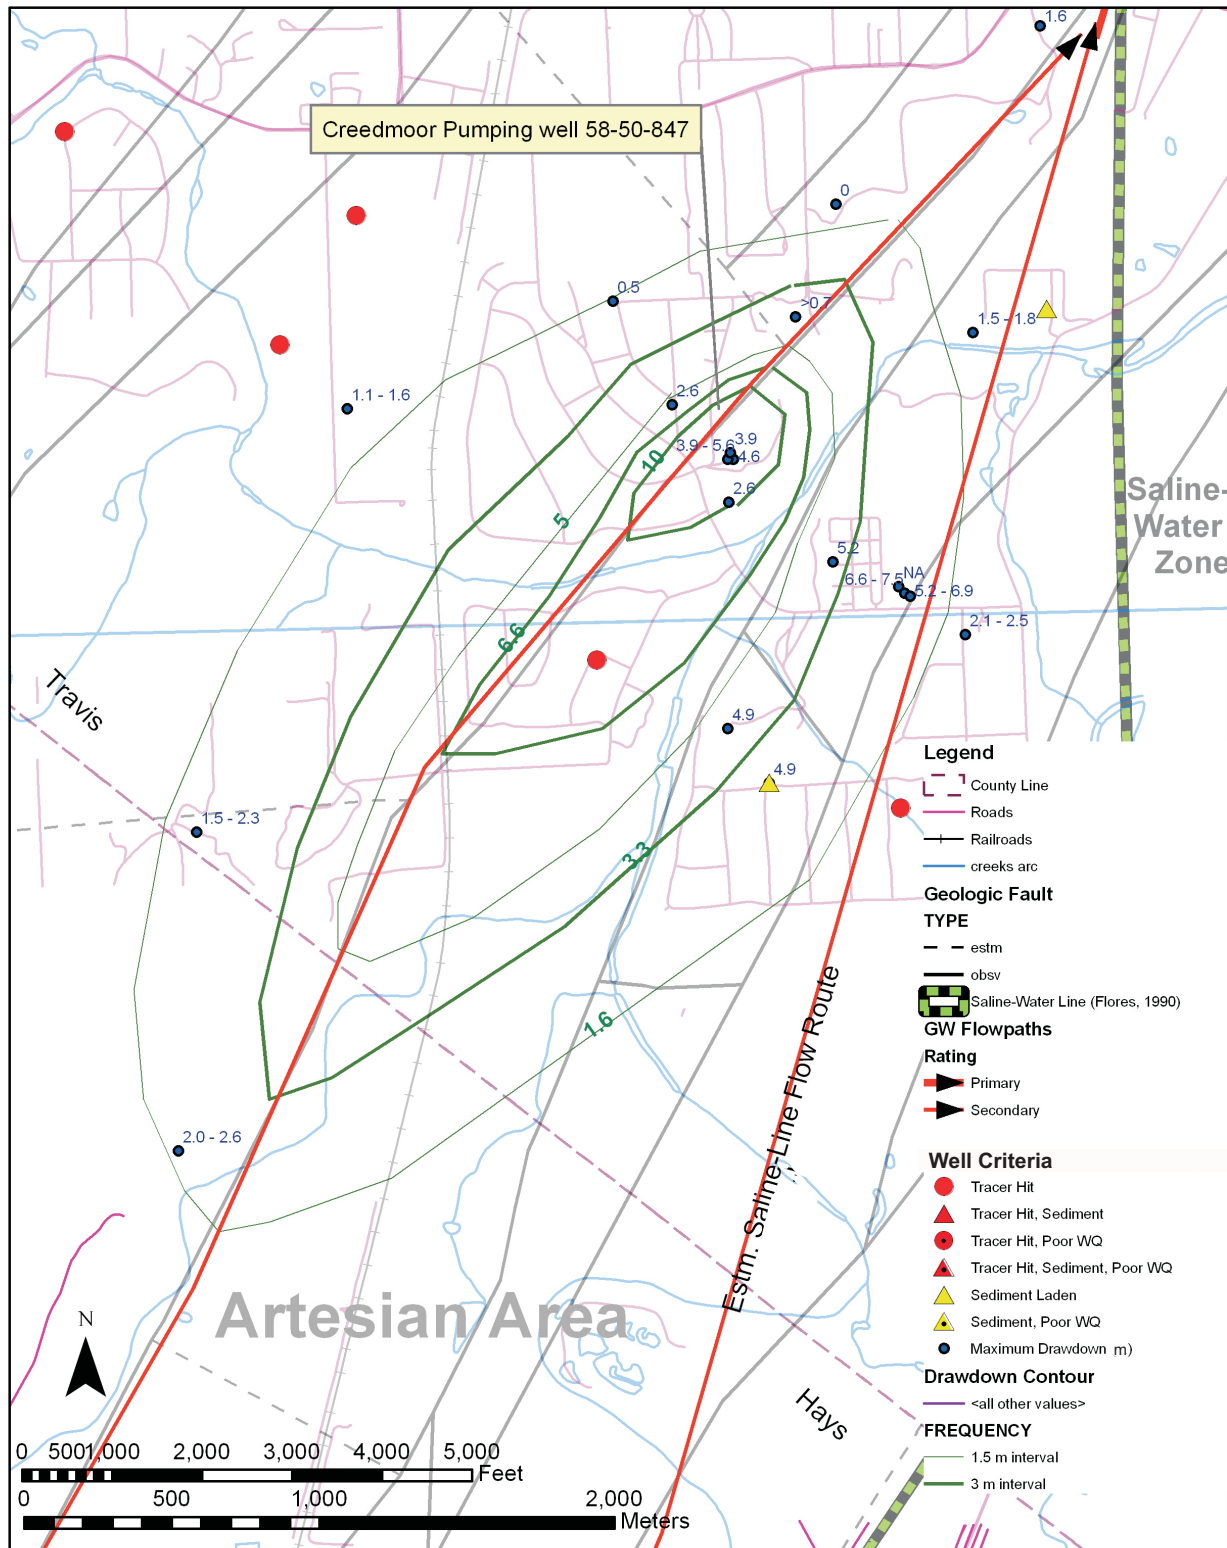 1.6
Creedmoor Pumping well 58-50-847
0
0.5
>0.7
1.5 - 1.8
1.1 - 1.6
2.6
3.9 - 5.6
3.9
4.6
10
2.6
5
5.2
6.6 - 7.5
NA
5.2 - 6.9
2.1 - 2.5
6.6
Saline-
Water
Zone
Travis
4.9
4.9
1.5 - 2.3
3.3
1.6
2.0 - 2.6
Estm. Saline-Line Flow Route
Artesian Area
Hays
N
0 500 1,000 2,000 3,000 4,000 5,000
Feet
0 500 1,000 2,000
Meters
Legend
County Line
Roads
Railroads
creeks arc
Geologic Fault
TYPE
estm
obsv
Saline-Water Line (Flores, 1990)
GW Flowpaths
Rating
Primary
Secondary
Well Criteria
Tracer Hit
Tracer Hit, Sediment
Tracer Hit, Poor WQ
Tracer Hit, Sediment, Poor WQ
Sediment Laden
Sediment, Poor WQ
Maximum Drawdown m)
Drawdown Contour
<all other values>
FREQUENCY
1.5 m interval
3 m interval